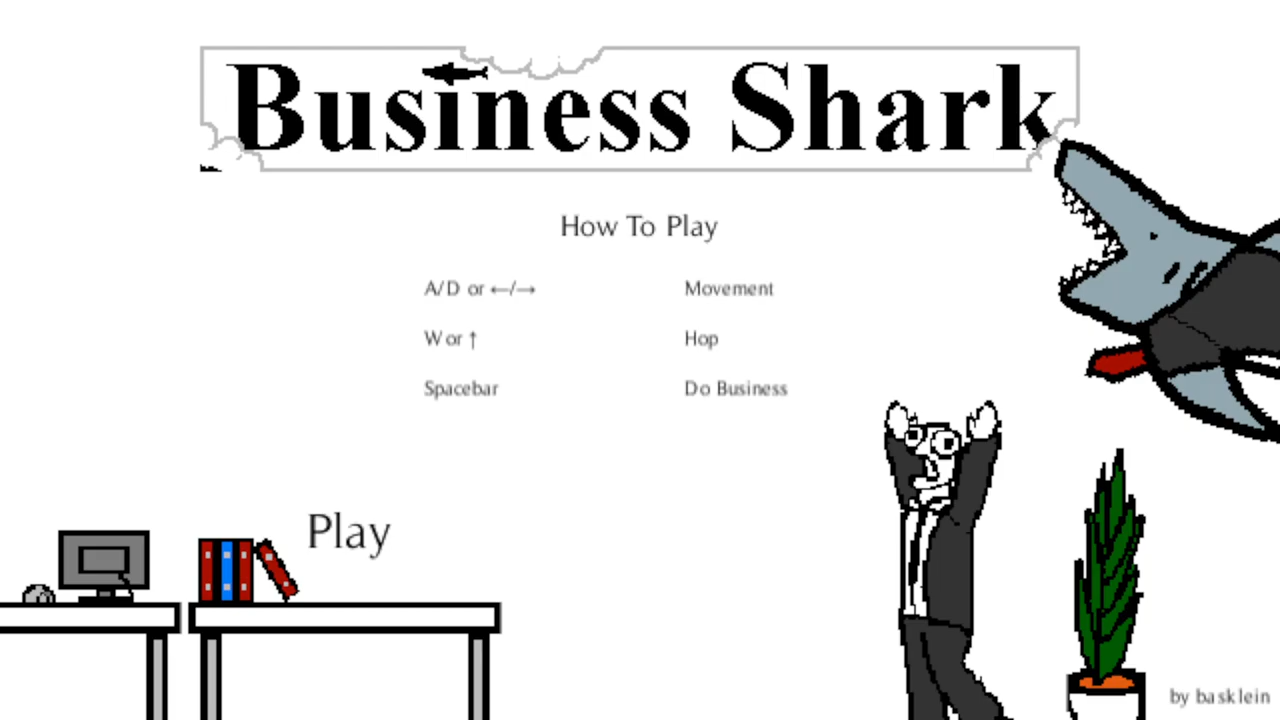 Business Shark
How To Play
A/D or ←/→ Movement
W or ↑ Hop
Spacebar Do Business
Play
by basklein